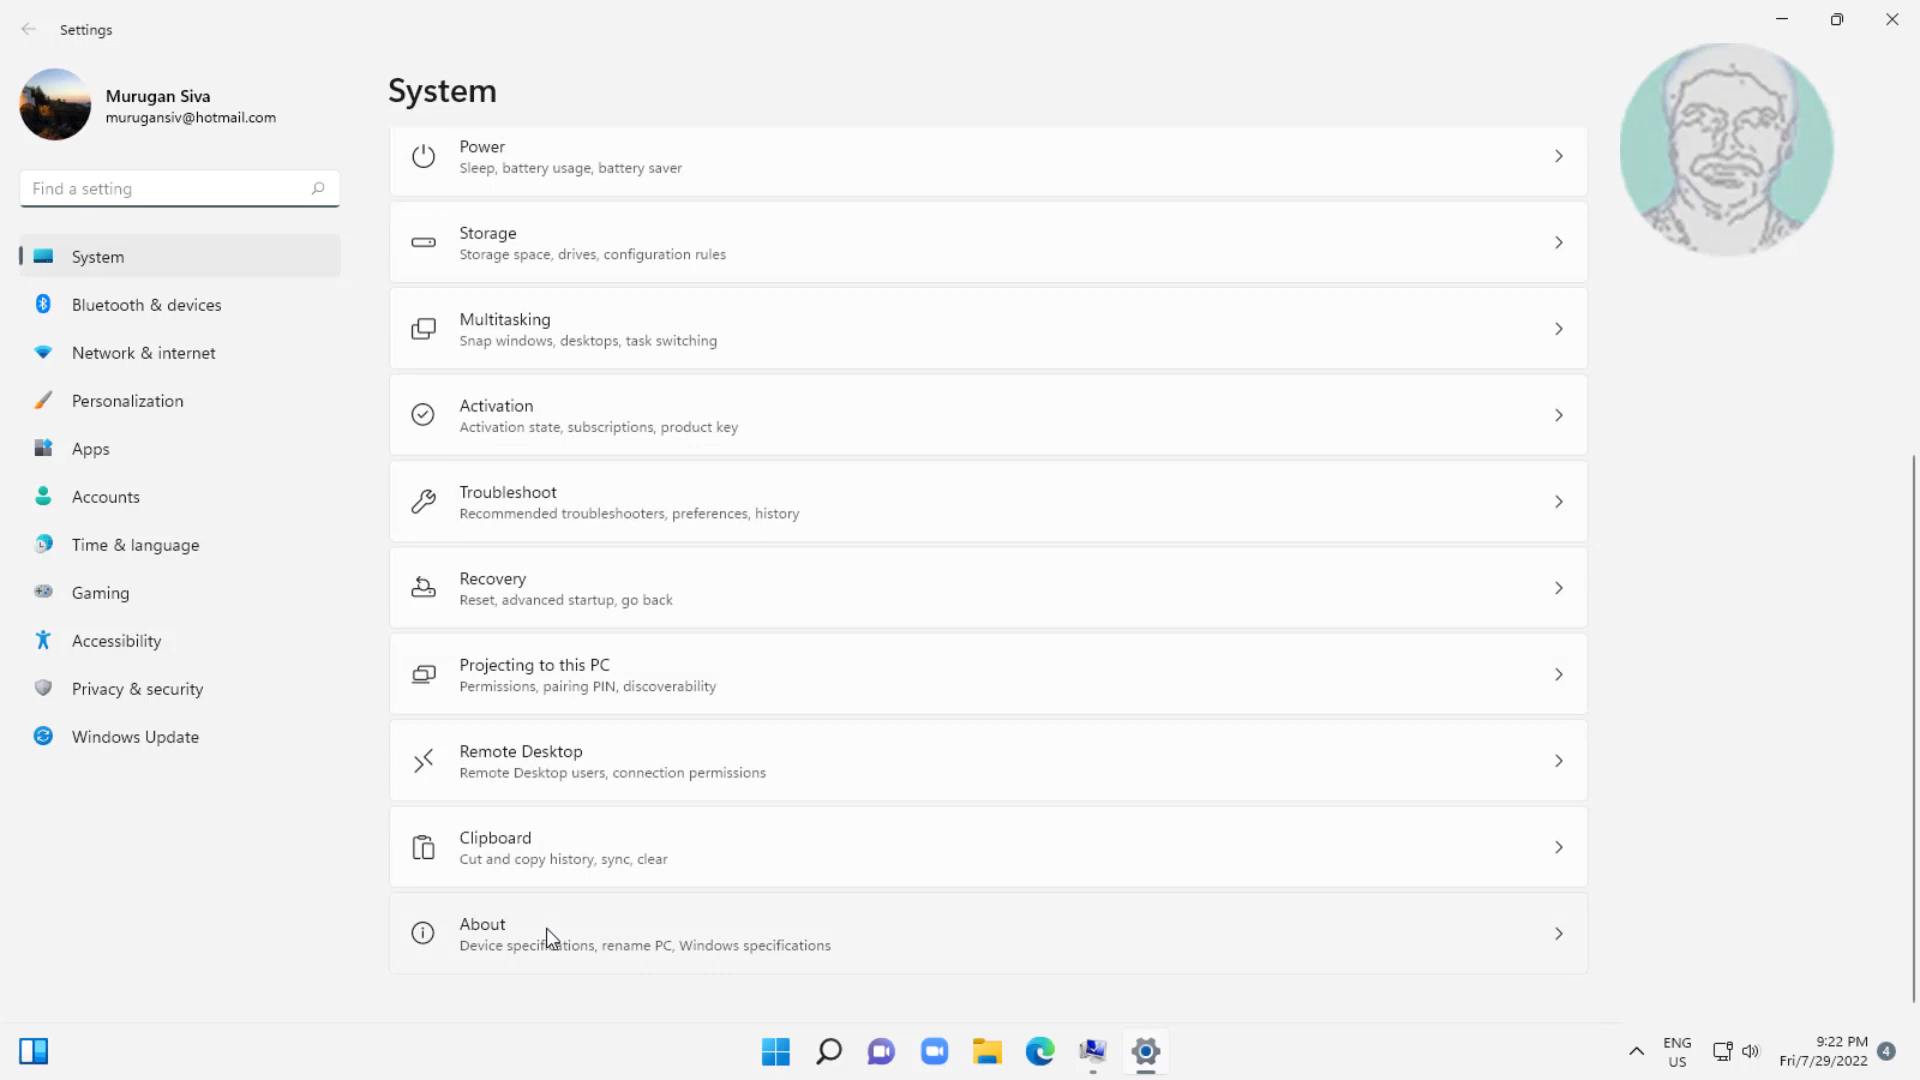 Settings
Murugan Siva
murugansiv@hotmail.com
Find a setting
System
Bluetooth & devices
Network & internet
Personalization
Apps
Accounts
Time & language
Gaming
Accessibility
Privacy & security
Windows Update
System
Power
Sleep, battery usage, battery saver
Storage
Storage space, drives, configuration rules
Multitasking
Snap windows, desktops, task switching
Activation
Activation state, subscriptions, product key
Troubleshoot
Recommended troubleshooters, preferences, history
Recovery
Reset, advanced startup, go back
Projecting to this PC
Permissions, pairing PIN, discoverability
Remote Desktop
Remote Desktop users, connection permissions
Clipboard
Cut and copy history, sync, clear
About
Device specifications, rename PC, Windows specifications
ENG
US
9:22 PM
Fri/7/29/2022
4